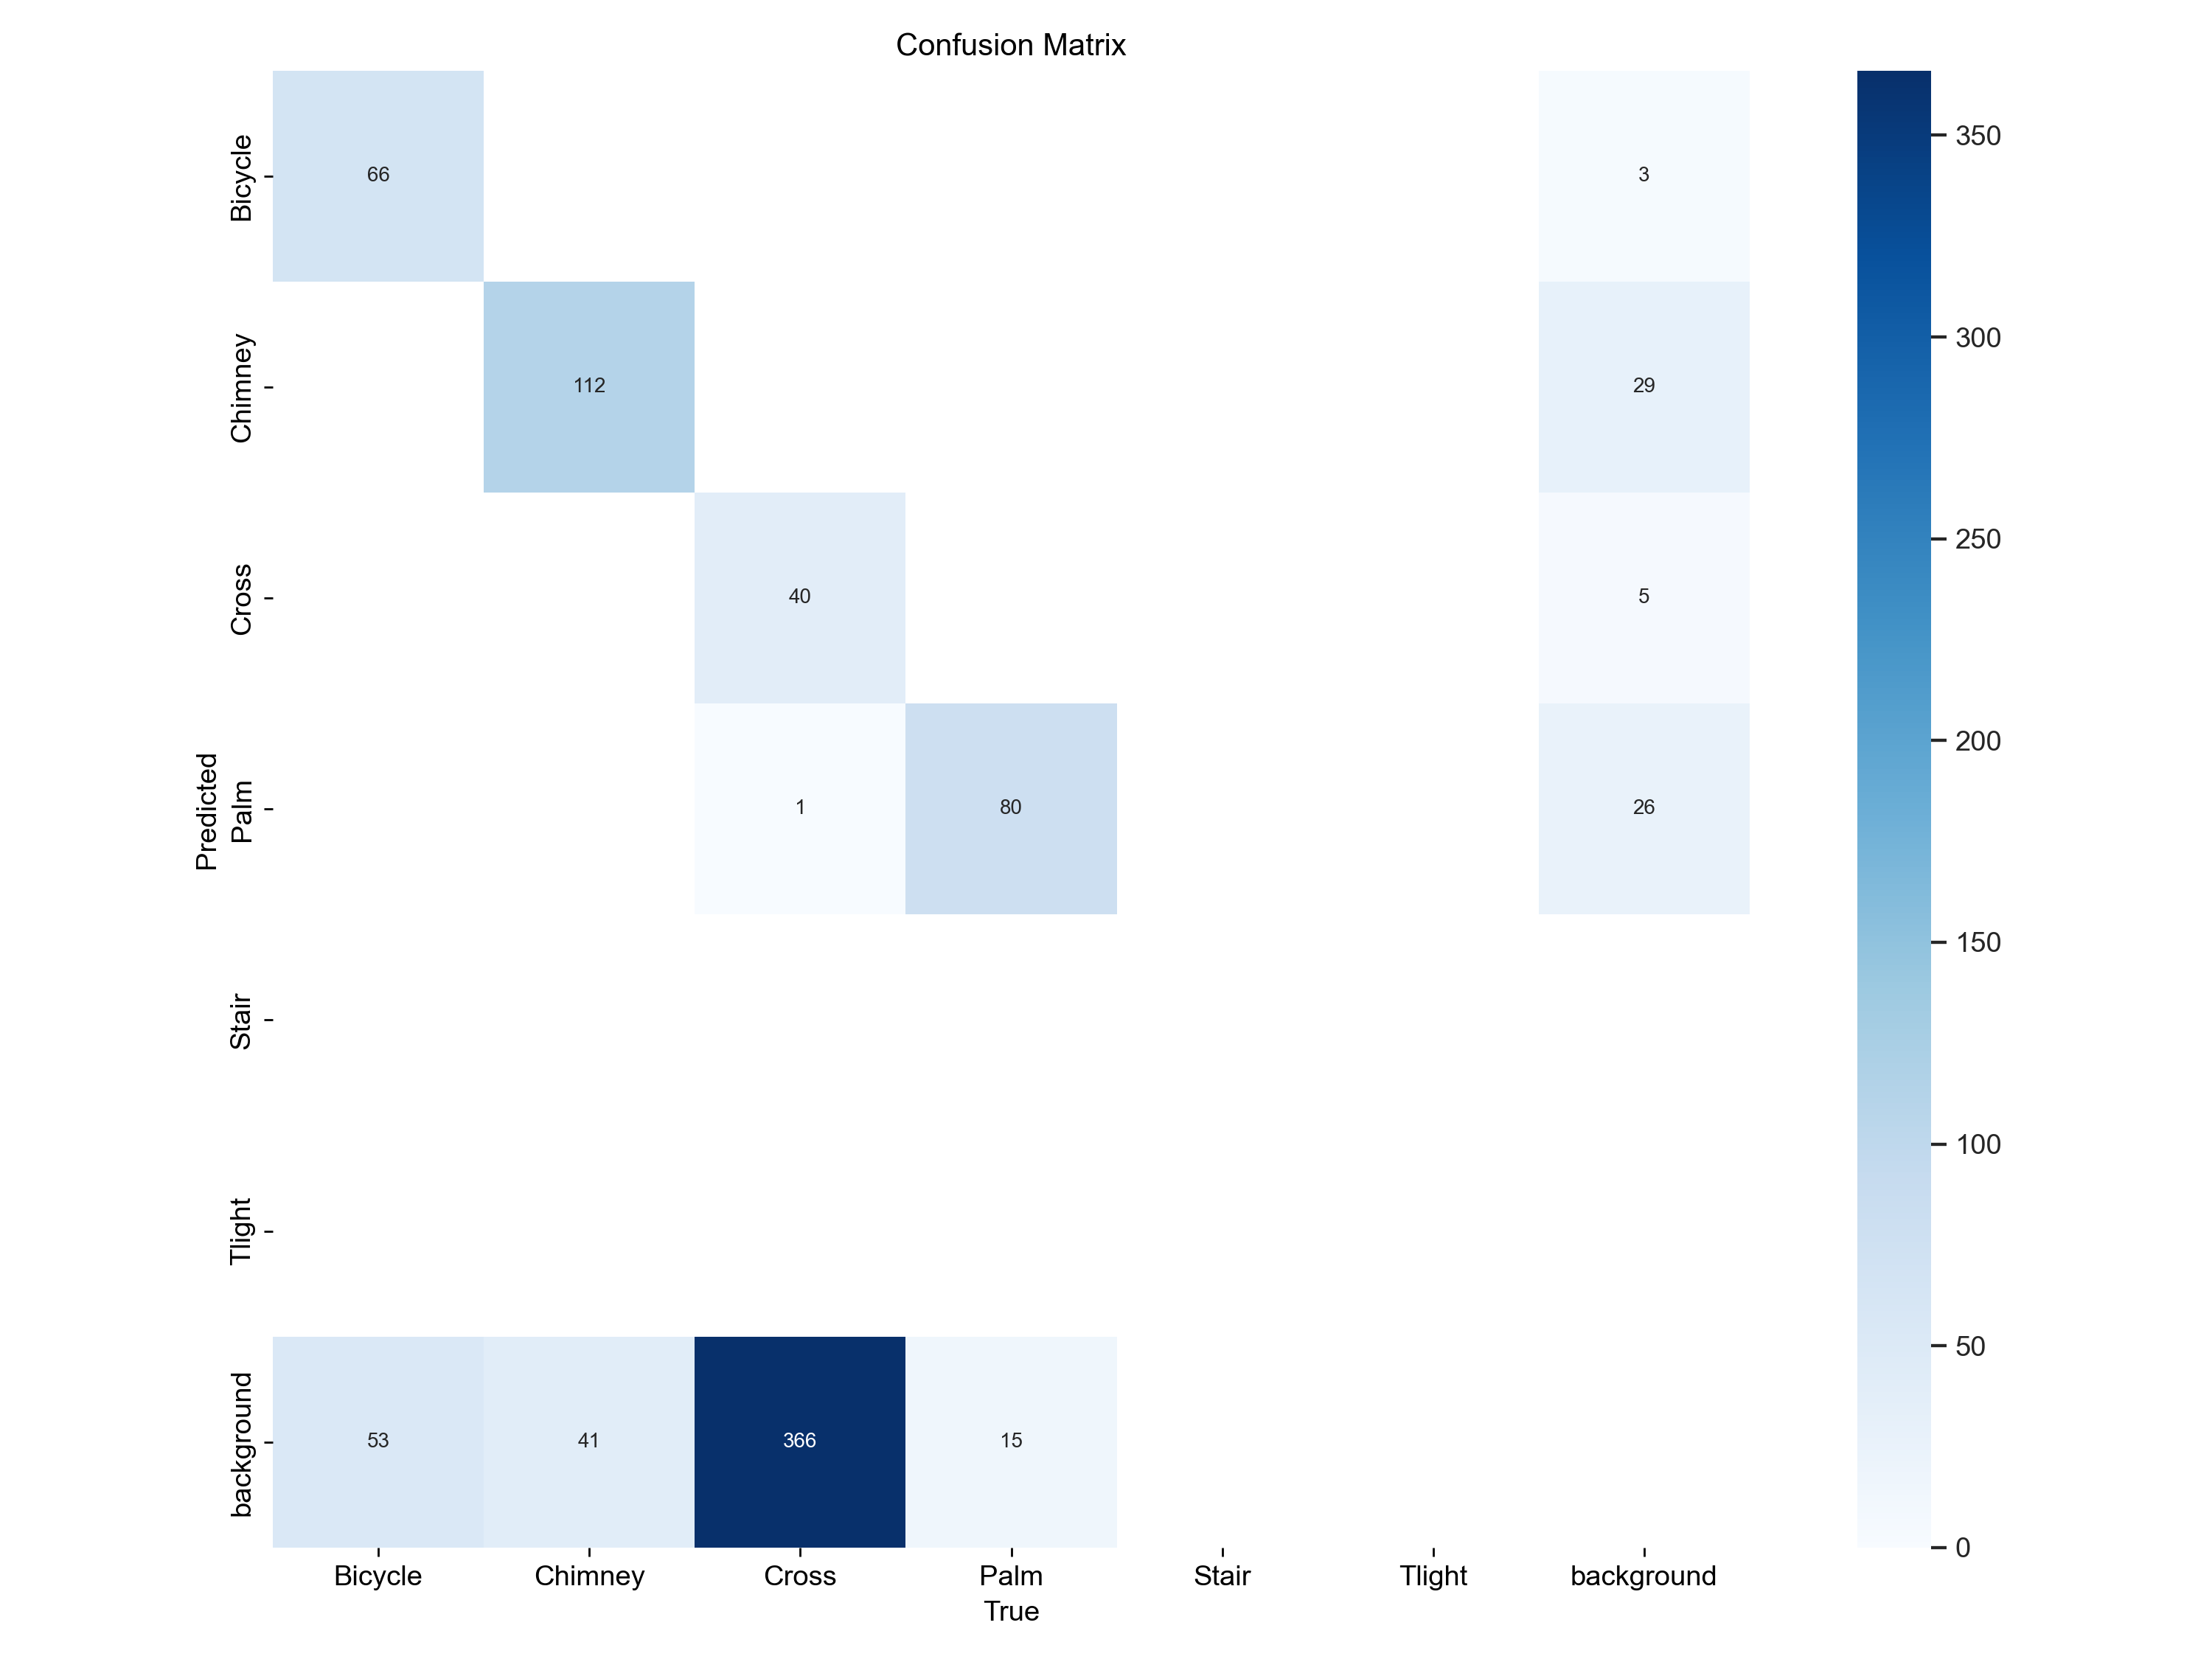 Confusion Matrix
Bicycle
66
3
350
Chimney
112
29
300
Cross
40
5
250
Predicted
Palm
1
80
26
200
150
Stair
100
Tlight
background
53
41
366
15
50
0
Bicycle Chimney Cross Palm Stair Tlight background
True